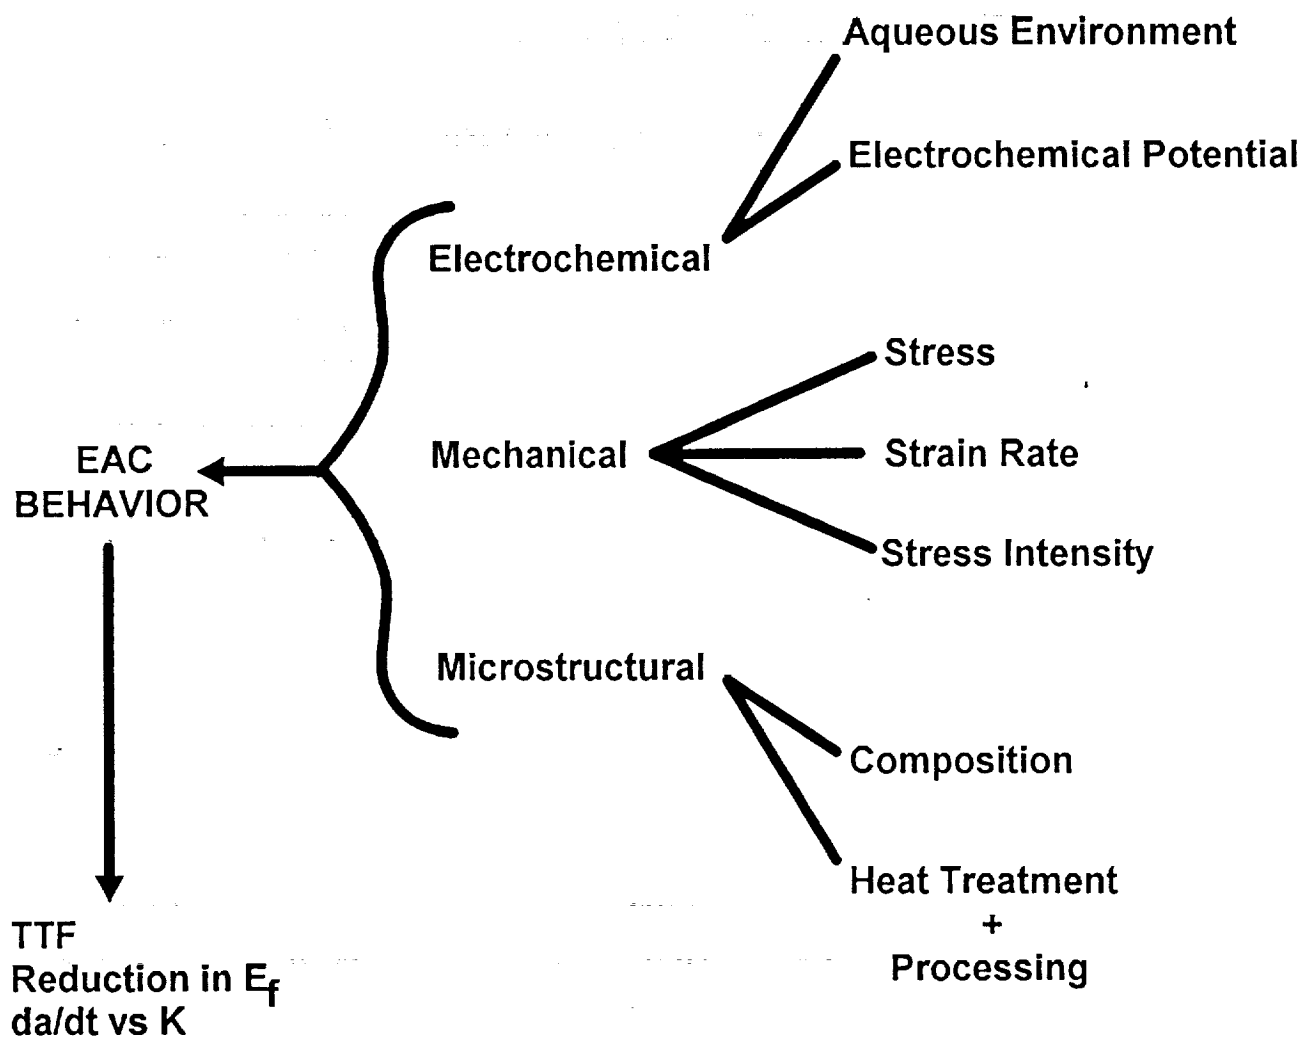 Aqueous Environment
Electrochemical Potential
Electrochemical
Stress
Mechanical
Strain Rate
Stress Intensity
EAC
BEHAVIOR
Microstructural
Composition
Heat Treatment
+
Processing
TTF
Reduction in Ef
da/dt vs K